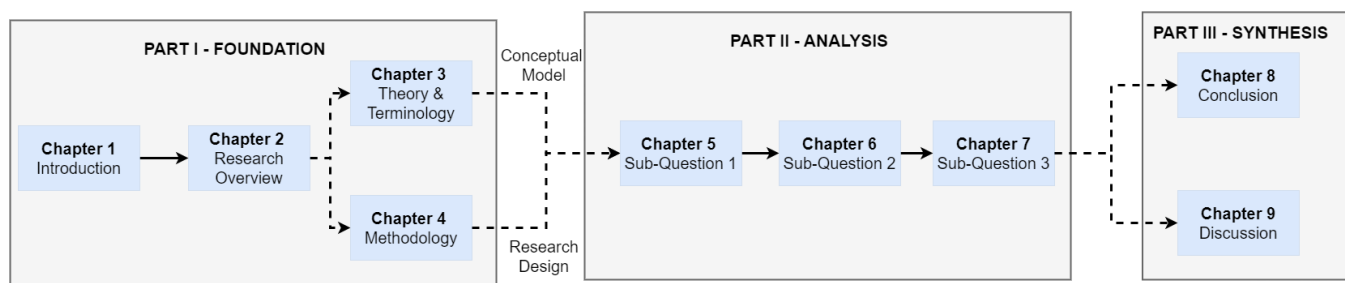 PART I - FOUNDATION
Chapter 1
Introduction
Chapter 2
Research
Overview
Chapter 3
Theory &
Terminology
Chapter 4
Methodology
Conceptual
Model
Research
Design
PART II - ANALYSIS
Chapter 5
Sub-Question 1
Chapter 6
Sub-Question 2
Chapter 7
Sub-Question 3
PART III - SYNTHESIS
Chapter 8
Conclusion
Chapter 9
Discussion